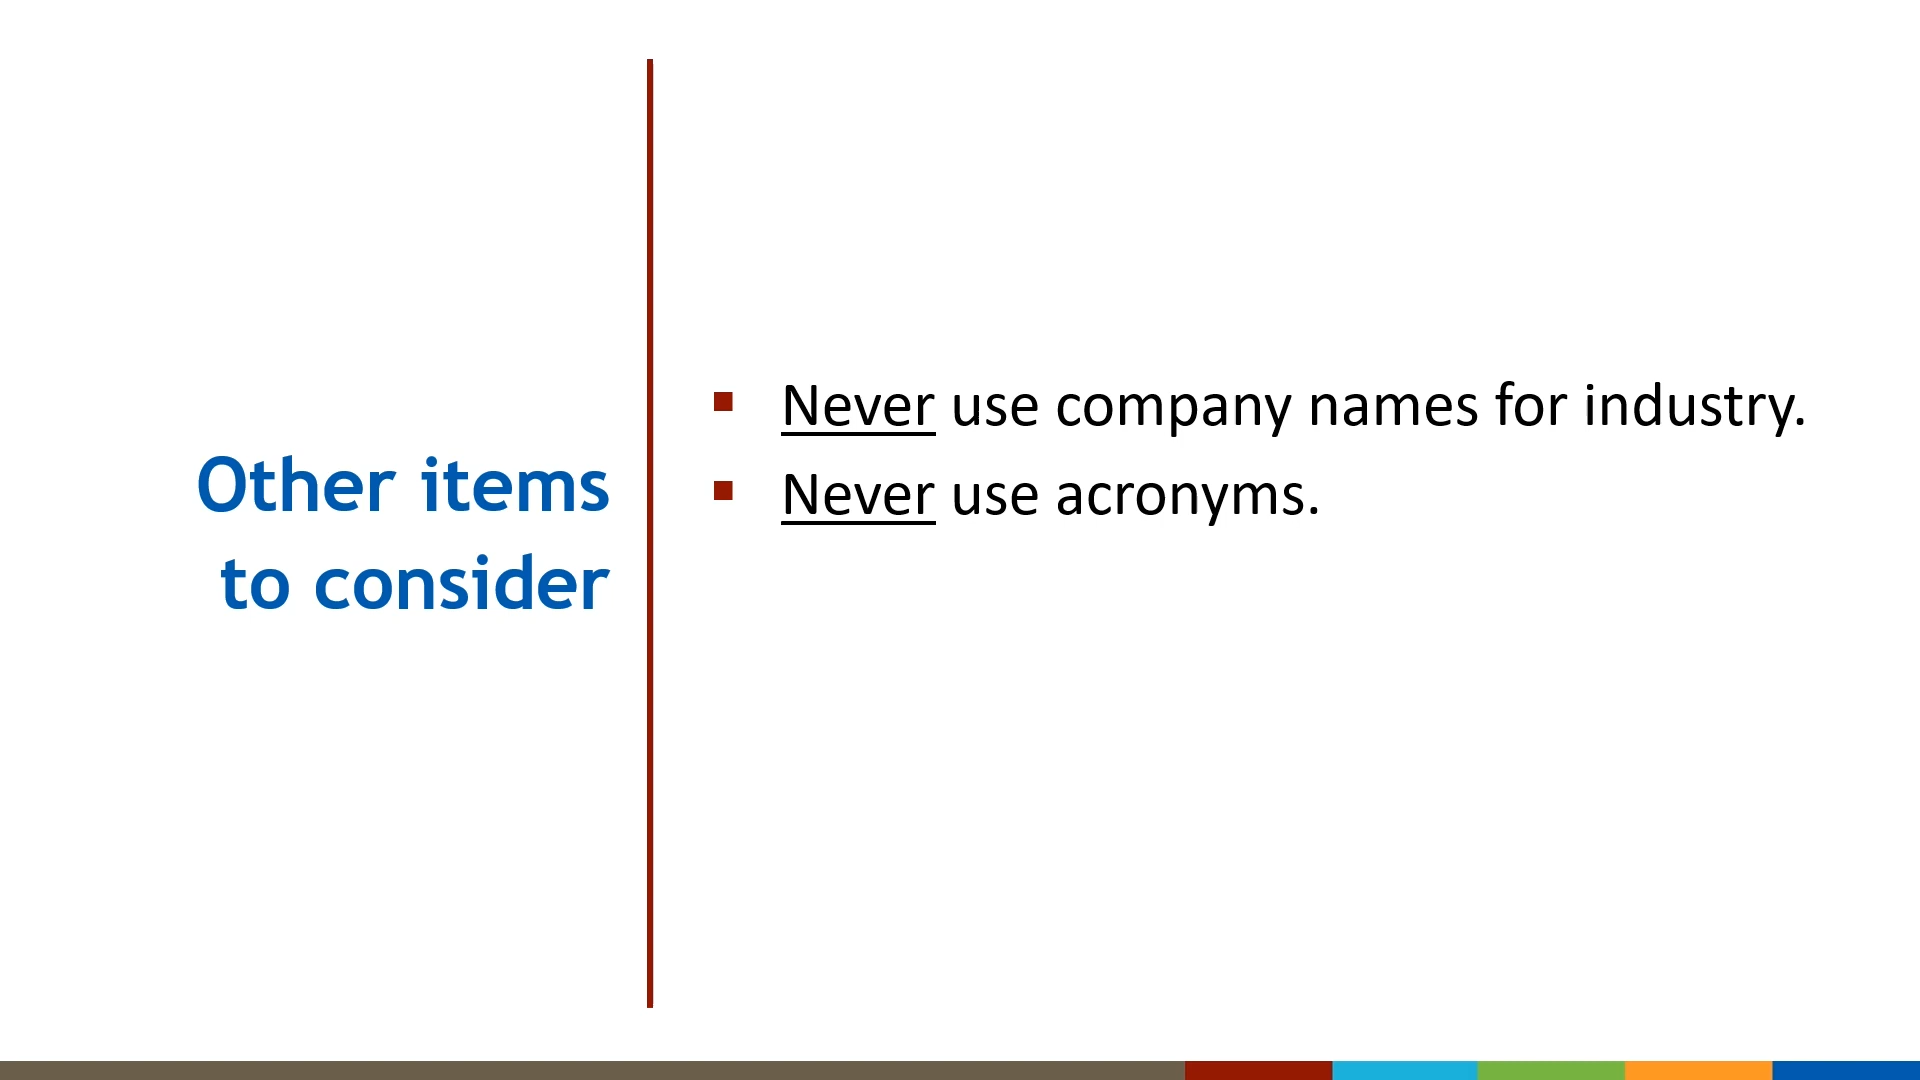 Other items
to consider
Never use company names for industry.
Never use acronyms.